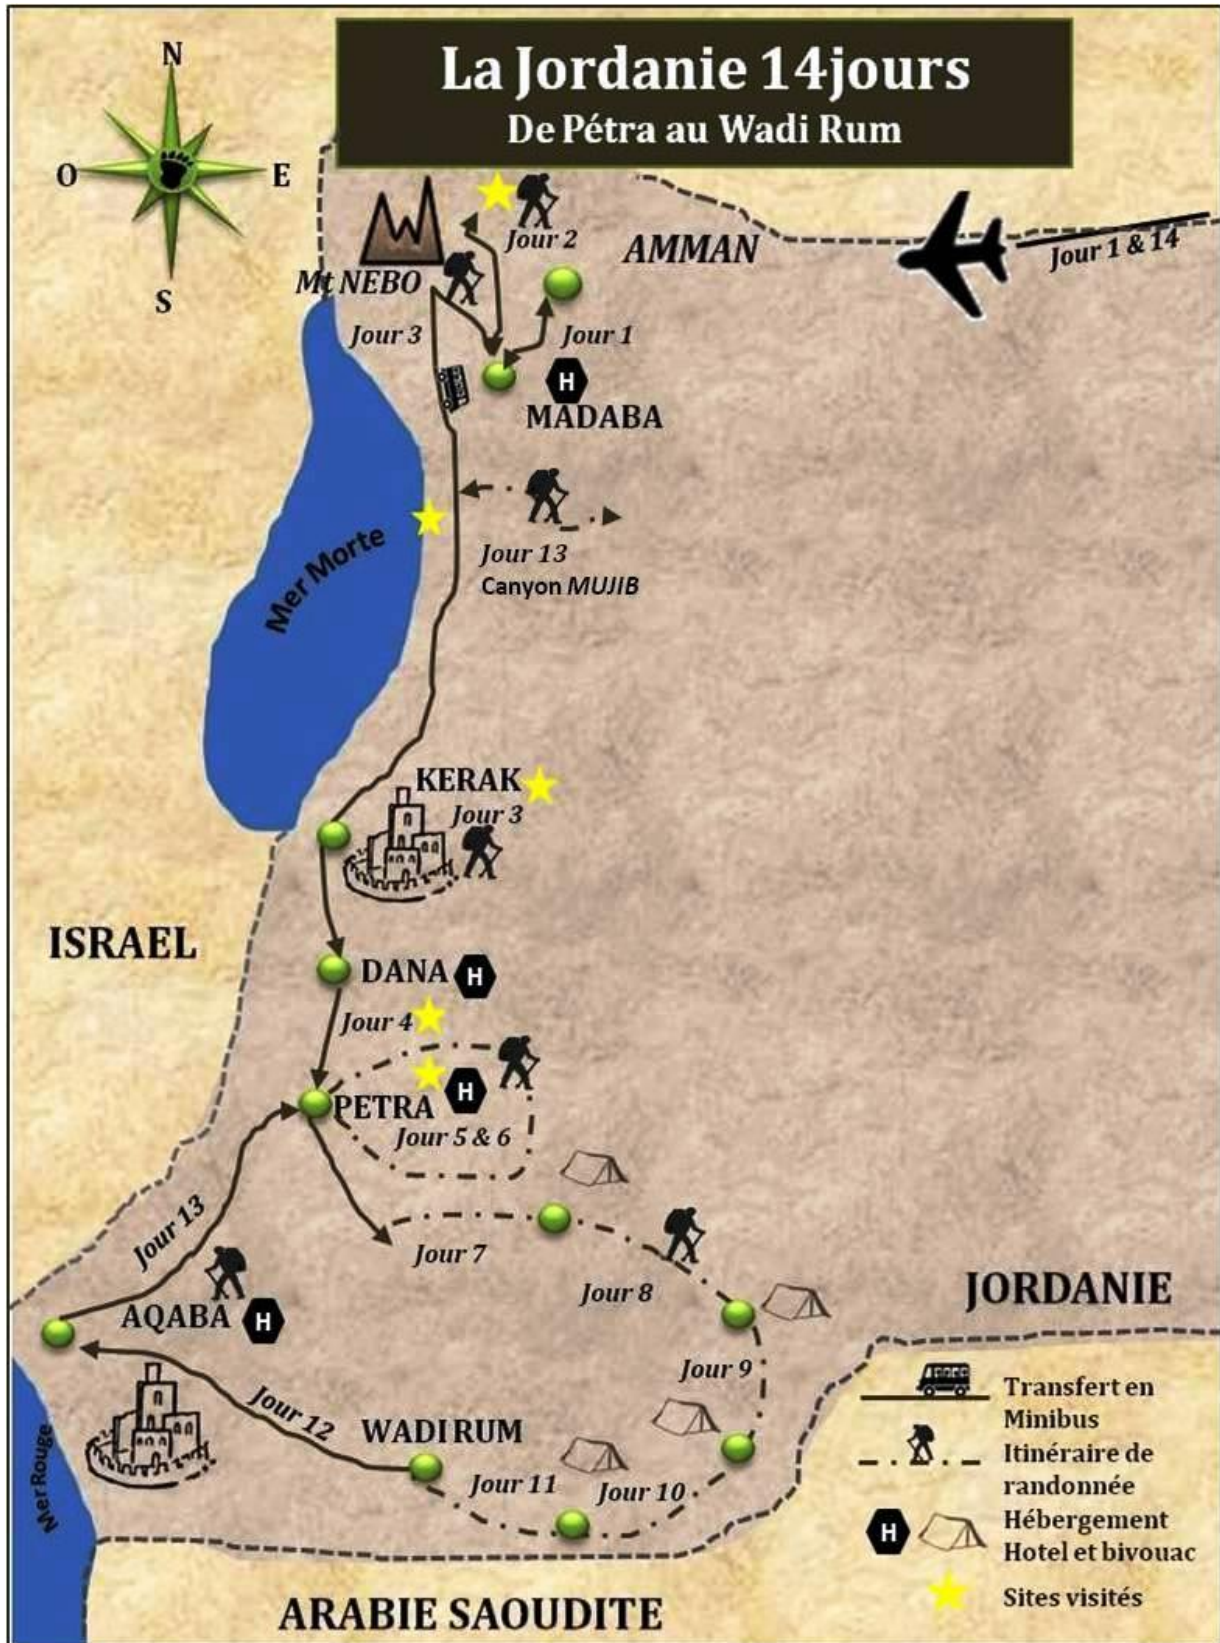 La Jordanie 14jours
De Pétra au Wadi Rum
N
O
E
S
Jour 2
AMMAN
Jour 1 & 14
Mt NEBO
Jour 3
Jour 1
H
MADABA
Mer Morte
Jour 13
Canyon MUJIB
KERAK
Jour 3
ISRAEL
DANA
H
Jour 4
PETRA
H
Jour 5 & 6
Jour 13
Jour 7
Jour 8
JORDANIE
AQABA
H
Jour 9
Jour 12
WADI RUM
Jour 11
Jour 10
Mer Rouge
Transfert en
Minibus
Itinéraire de
randonnée
H
Hébergement
Hotel et bivouac
Sites visités
ARABIE SAOUDITE